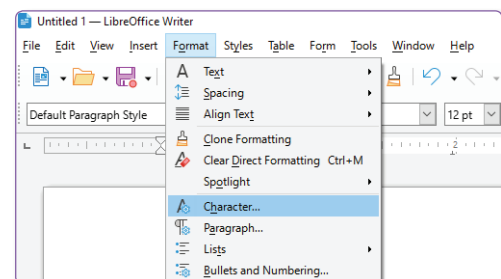 Untitled 1 — LibreOffice Writer
File Edit View Insert Format Styles Table Form Tools Window Help
Text
Spacing
Default Paragraph Style Align Text 12 pt
Clone Formatting
Clear Direct Formatting Ctrl+M
2
Spotlight
Character...
Paragraph...
Lists
Bullets and Numbering...